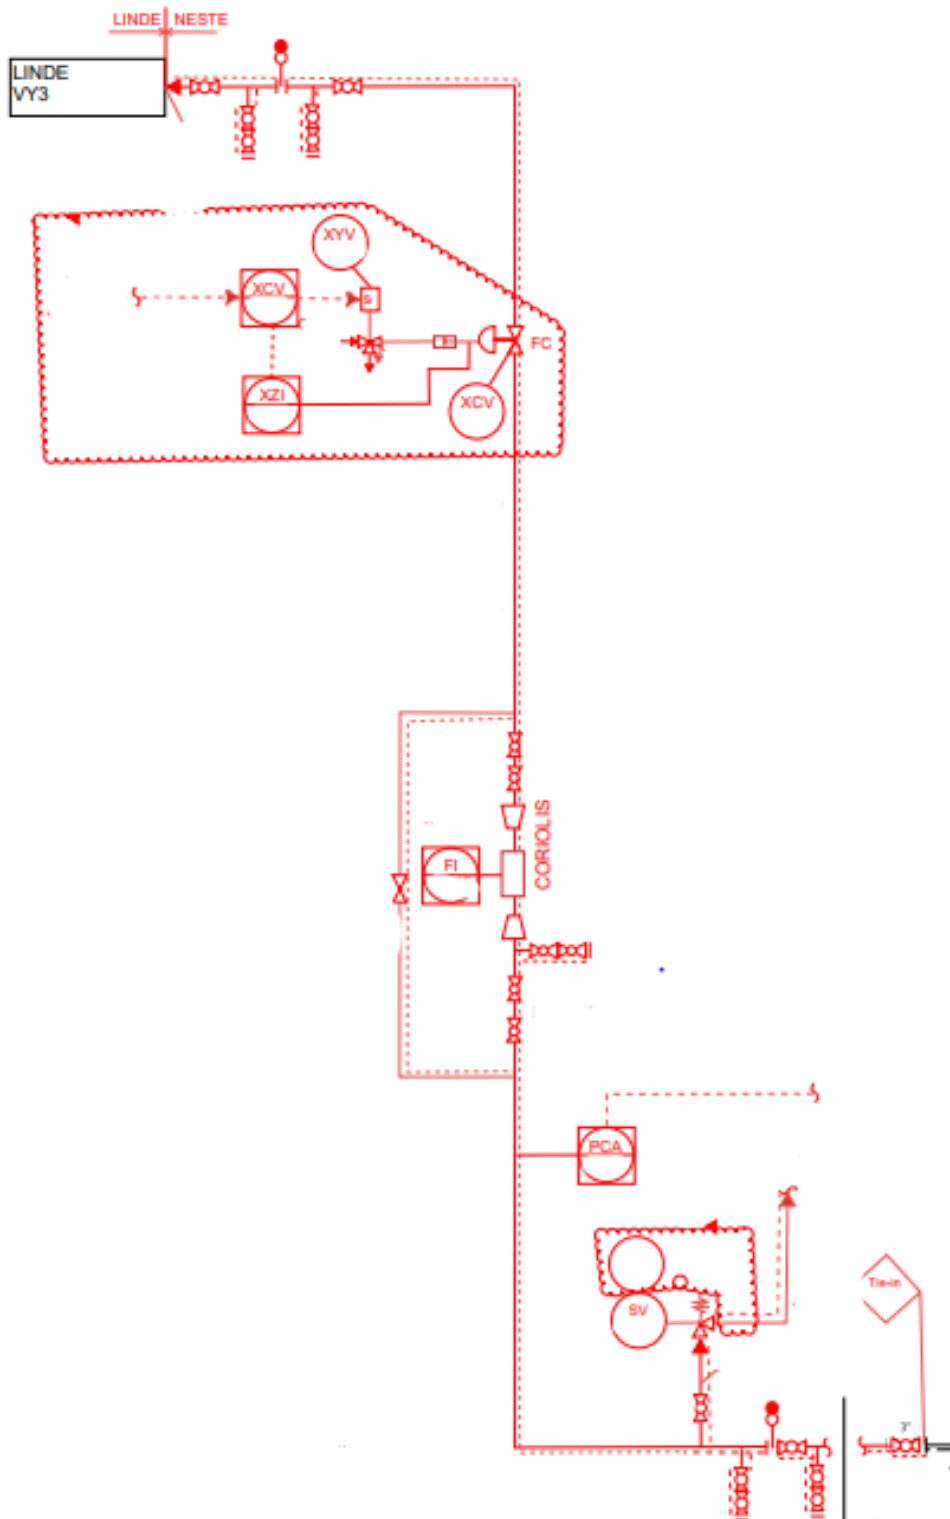 LINDE NESTE
LINDE
VY3
XYV
XCV
S
FC
XZI
XCV
CORIOLIS
FI
PCA
Tie-in
SV
3"